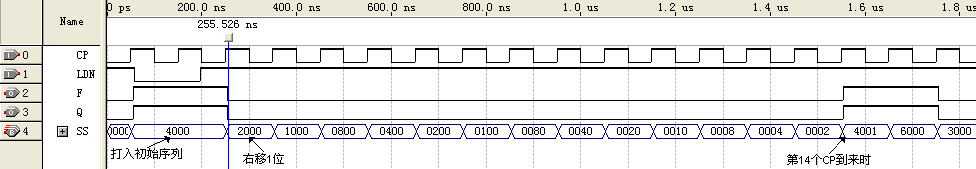 Name
0 ps 200.0 ns 400.0 ns 600.0 ns 800.0 ns 1.0 us 1.2 us 1.4 us 1.6 us 1.8 u
255.526 ns
0 CP
1 LDN
2 F
3 Q
4 SS 4000 2000 1000 0800 0400 0200 0100 0080 0040 0020 0010 0008 0004 0002 4001 6000 3000
打入初始序列 右移1位 第14个CP到来时